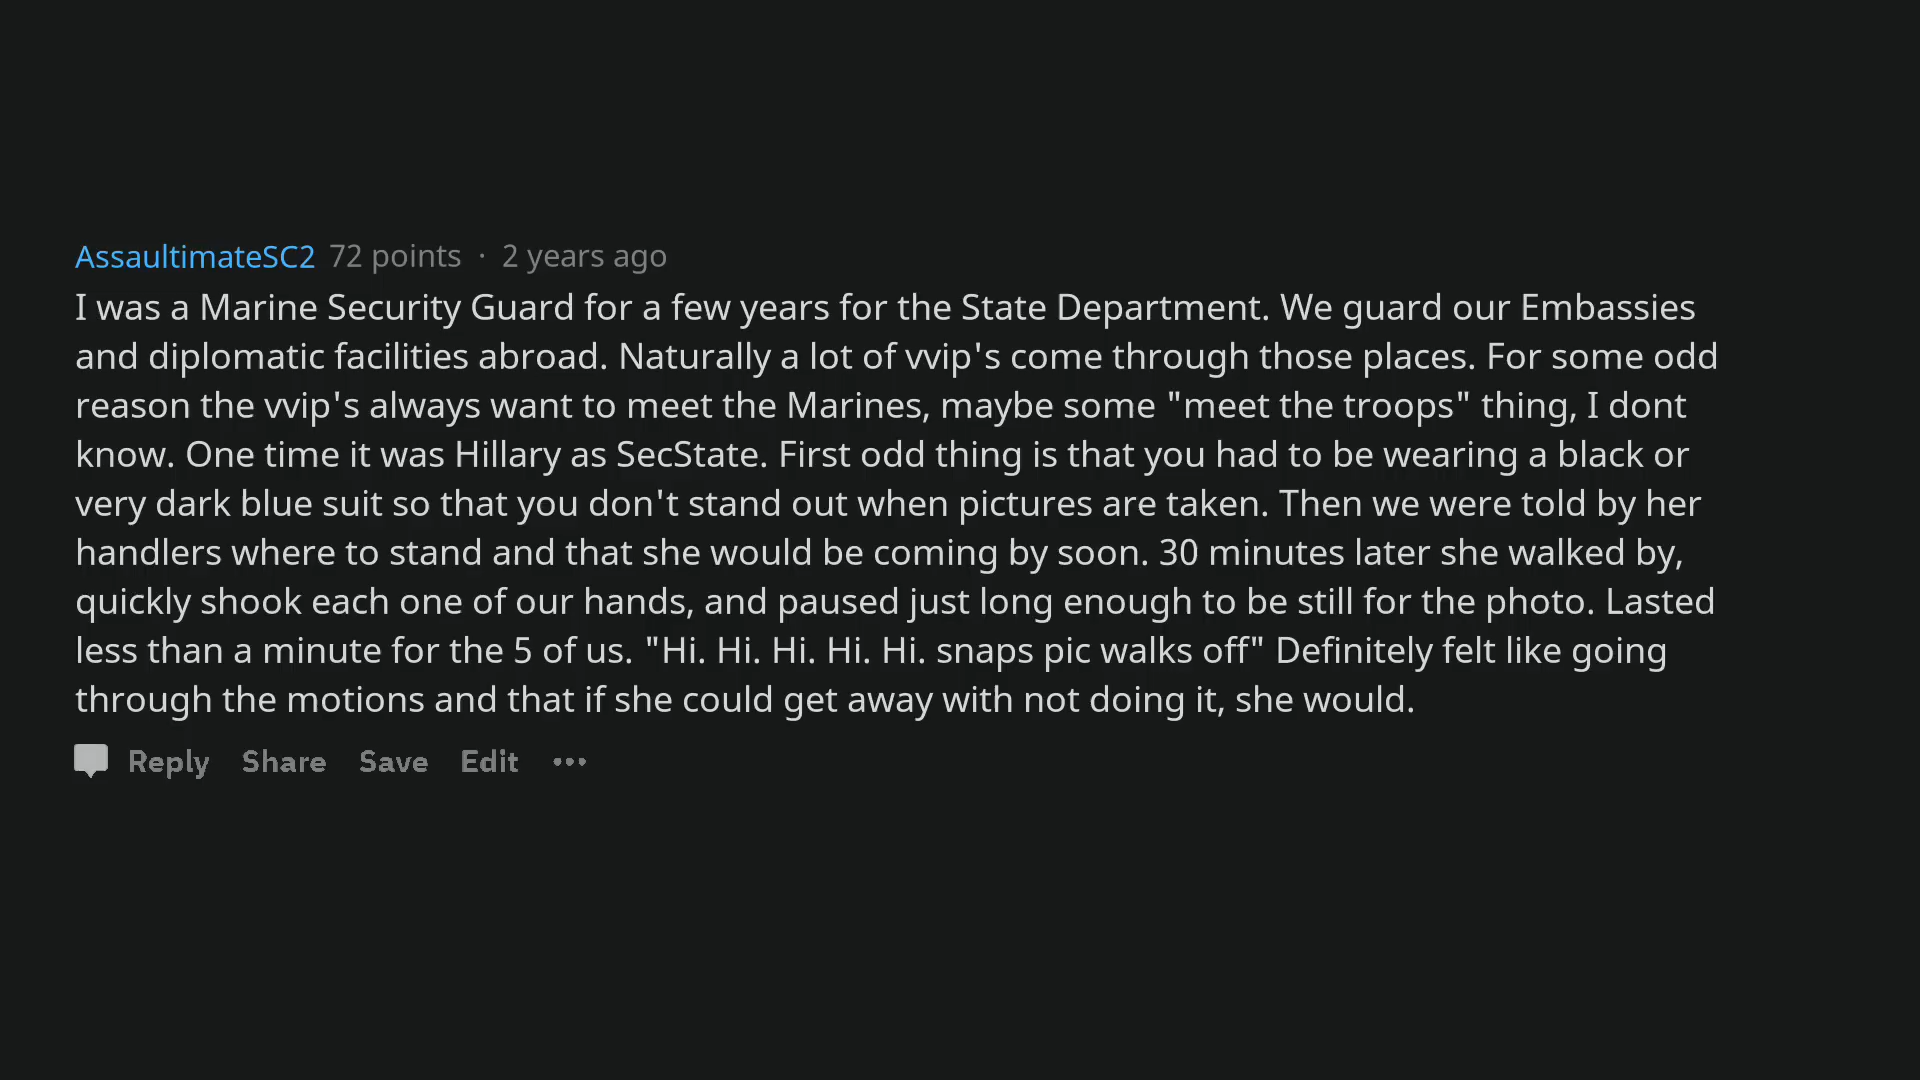 AssaultimateSC2 72 points · 2 years ago
I was a Marine Security Guard for a few years for the State Department. We guard our Embassies
and diplomatic facilities abroad. Naturally a lot of vvip's come through those places. For some odd
reason the vvip's always want to meet the Marines, maybe some "meet the troops" thing, I dont
know. One time it was Hillary as SecState. First odd thing is that you had to be wearing a black or
very dark blue suit so that you don't stand out when pictures are taken. Then we were told by her
handlers where to stand and that she would be coming by soon. 30 minutes later she walked by,
quickly shook each one of our hands, and paused just long enough to be still for the photo. Lasted
less than a minute for the 5 of us. "Hi. Hi. Hi. Hi. Hi. snaps pic walks off" Definitely felt like going
through the motions and that if she could get away with not doing it, she would.
Reply Share Save Edit •••